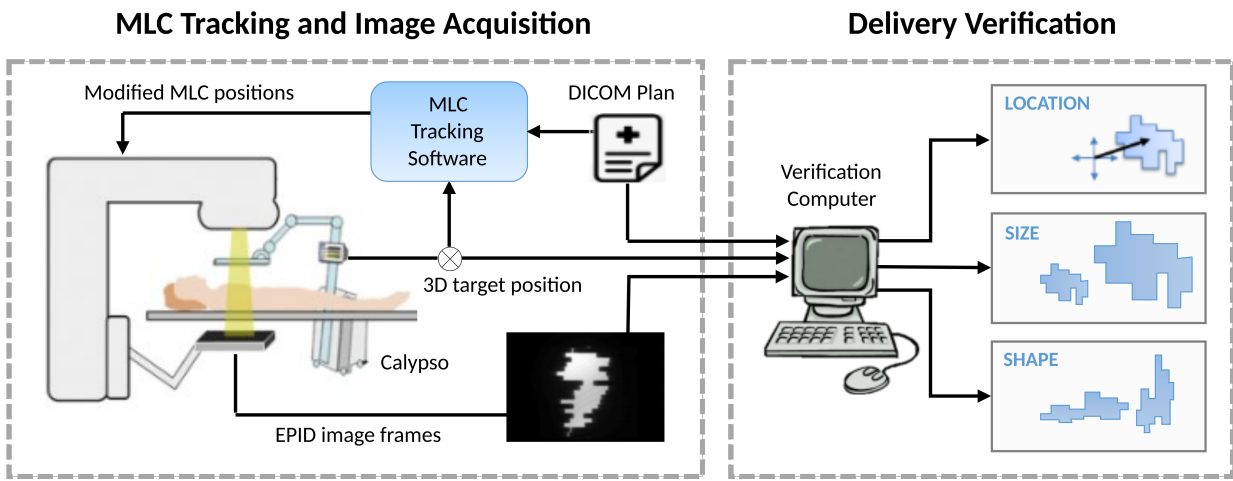 MLC Tracking and Image Acquisition
Delivery Verification
Modified MLC positions
MLC
Tracking
Software
DICOM Plan
3D target position
Calypso
EPID image frames
Verification
Computer
LOCATION
SIZE
SHAPE